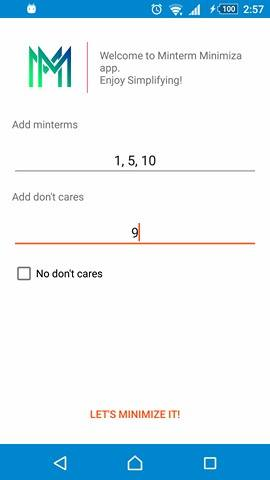 100 2:57
Welcome to Minterm Minimiza
app.
Enjoy Simplifying!
Add minterms
1, 5, 10
Add don't cares
9
No don't cares
LET'S MINIMIZE IT!